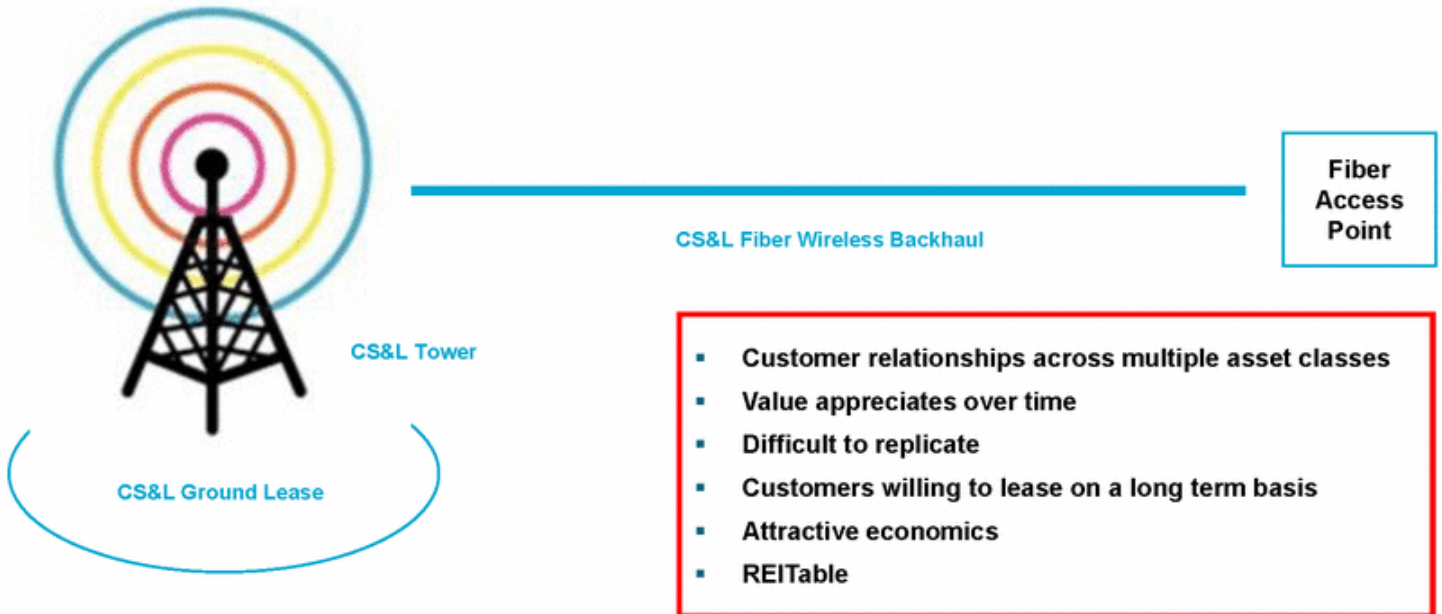 Fiber
Access
Point
CS&L Fiber Wireless Backhaul
CS&L Tower
CS&L Ground Lease
▪ Customer relationships across multiple asset classes
▪ Value appreciates over time
▪ Difficult to replicate
▪ Customers willing to lease on a long term basis
▪ Attractive economics
▪ REITable